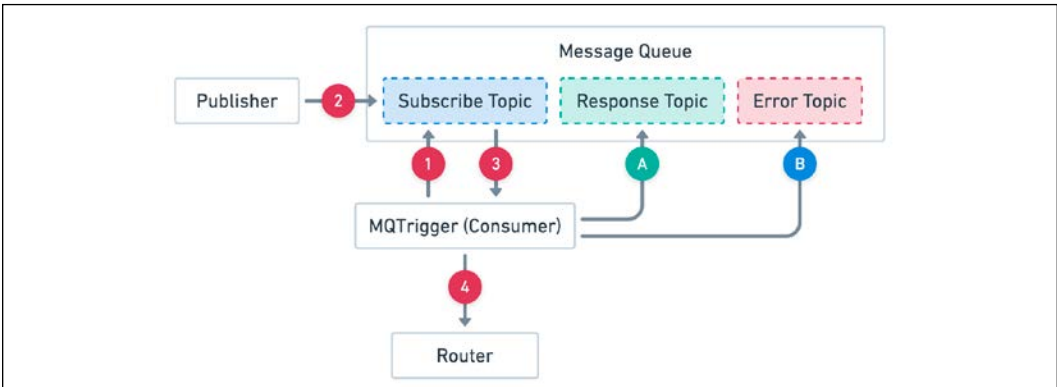 Message Queue
Publisher
2
Subscribe Topic
Response Topic
Error Topic
1
3
A
B
MQTrigger (Consumer)
4
Router